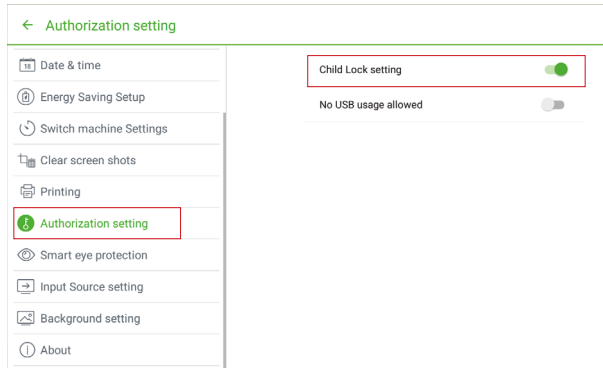 Authorization setting
18 Date & time
Energy Saving Setup
Switch machine Settings
Clear screen shots
Printing
Authorization setting
Smart eye protection
Input Source setting
Background setting
About
Child Lock setting
No USB usage allowed